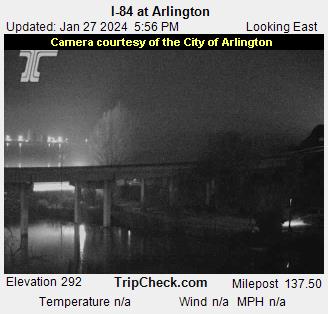 I-84 at Arlington
Updated: Jan 27 2024 5:56 PM Looking East
Camera courtesy of the City of Arlington
Elevation 292 TripCheck.com Milepost 137.50
Temperature n/a Wind n/a MPH n/a